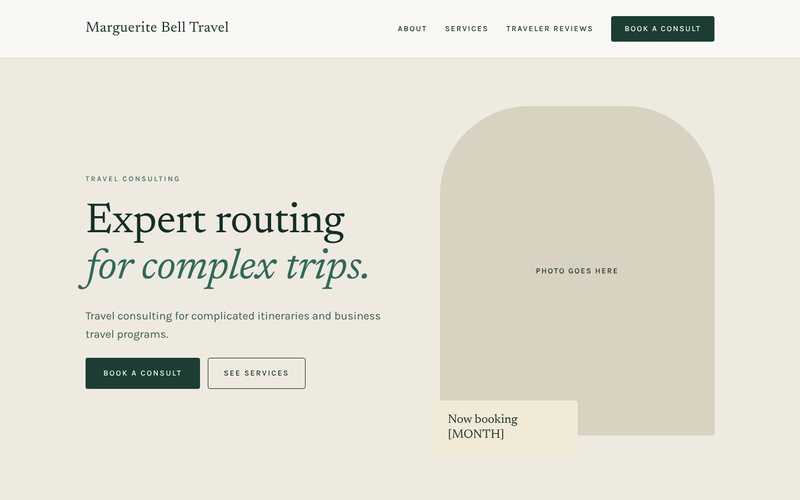 Marguerite Bell Travel
ABOUT
SERVICES
TRAVELER REVIEWS
BOOK A CONSULT
TRAVEL CONSULTING
Expert routing
for complex trips.
Travel consulting for complicated itineraries and business
travel programs.
BOOK A CONSULT
SEE SERVICES
PHOTO GOES HERE
Now booking
[MONTH]